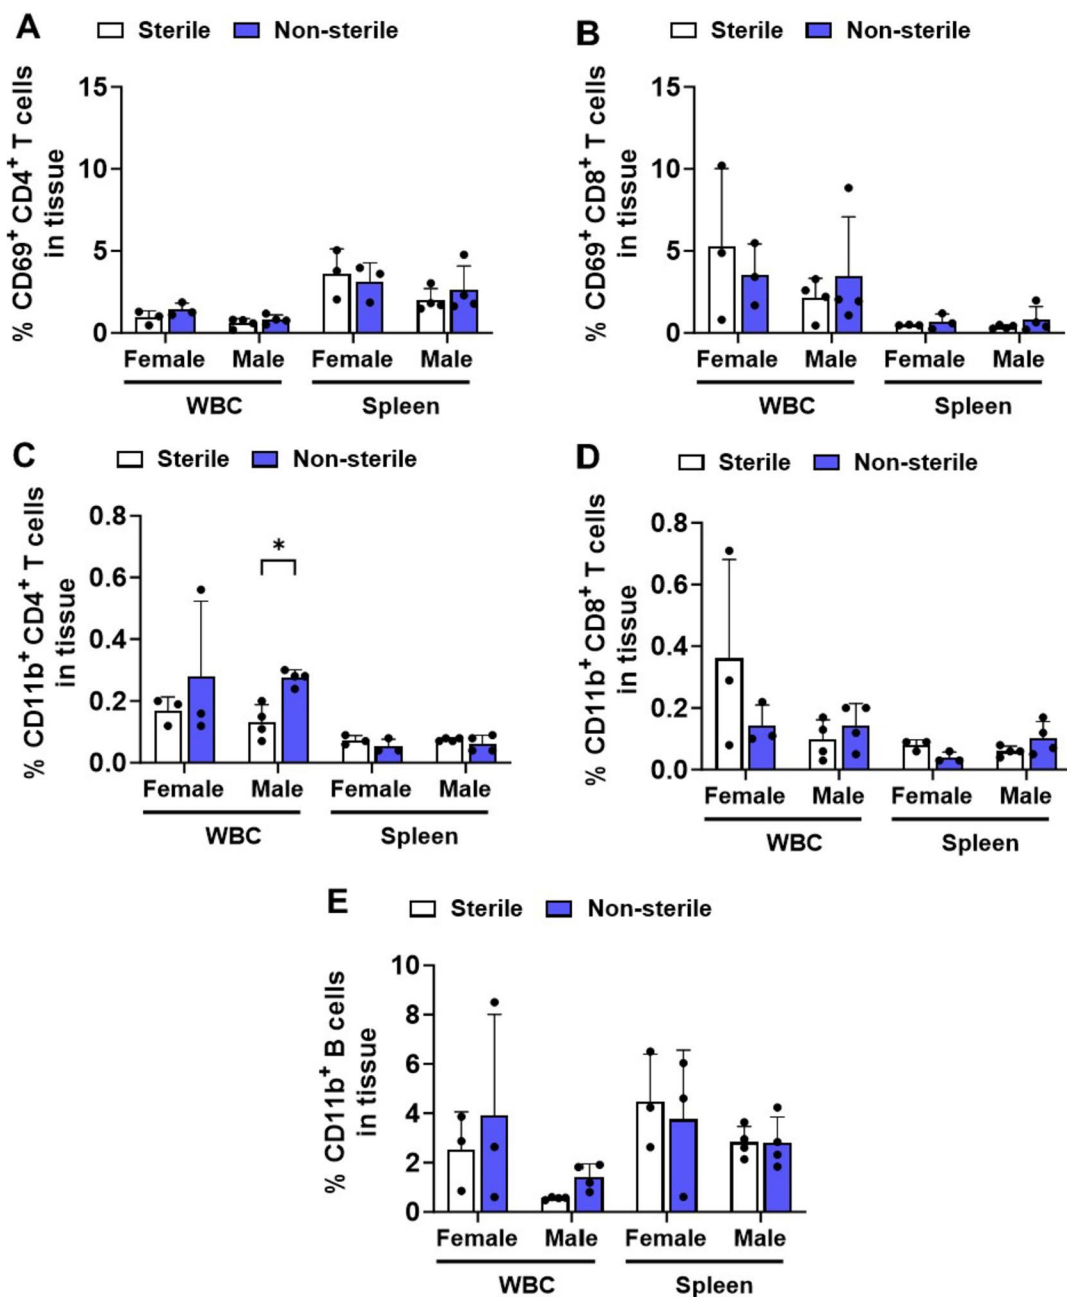 A
Sterile Non-sterile
% CD69⁺ CD4⁺ T cells
in tissue
15
10
5
0
Female Male Female Male
WBC Spleen
B
Sterile Non-sterile
% CD69⁺ CD8⁺ T cells
in tissue
15
10
5
0
Female Male Female Male
WBC Spleen
C
Sterile Non-sterile
% CD11b⁺ CD4⁺ T cells
in tissue
0.8
0.6
0.4
0.2
0.0
*
Female Male Female Male
WBC Spleen
D
Sterile Non-sterile
% CD11b⁺ CD8⁺ T cells
in tissue
0.8
0.6
0.4
0.2
0.0
Female Male Female Male
WBC Spleen
E
Sterile Non-sterile
% CD11b⁺ B cells
in tissue
10
8
6
4
2
0
Female Male Female Male
WBC Spleen